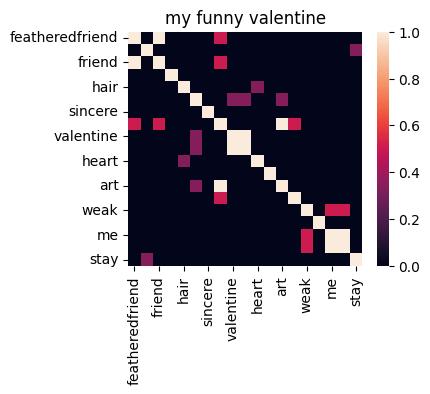 my funny valentine
featheredfriend
friend
hair
sincere
valentine
heart
art
weak
me
stay
1.0
0.8
0.6
0.4
0.2
0.0
featheredfriend
friend
hair
sincere
valentine
heart
art
weak
me
stay